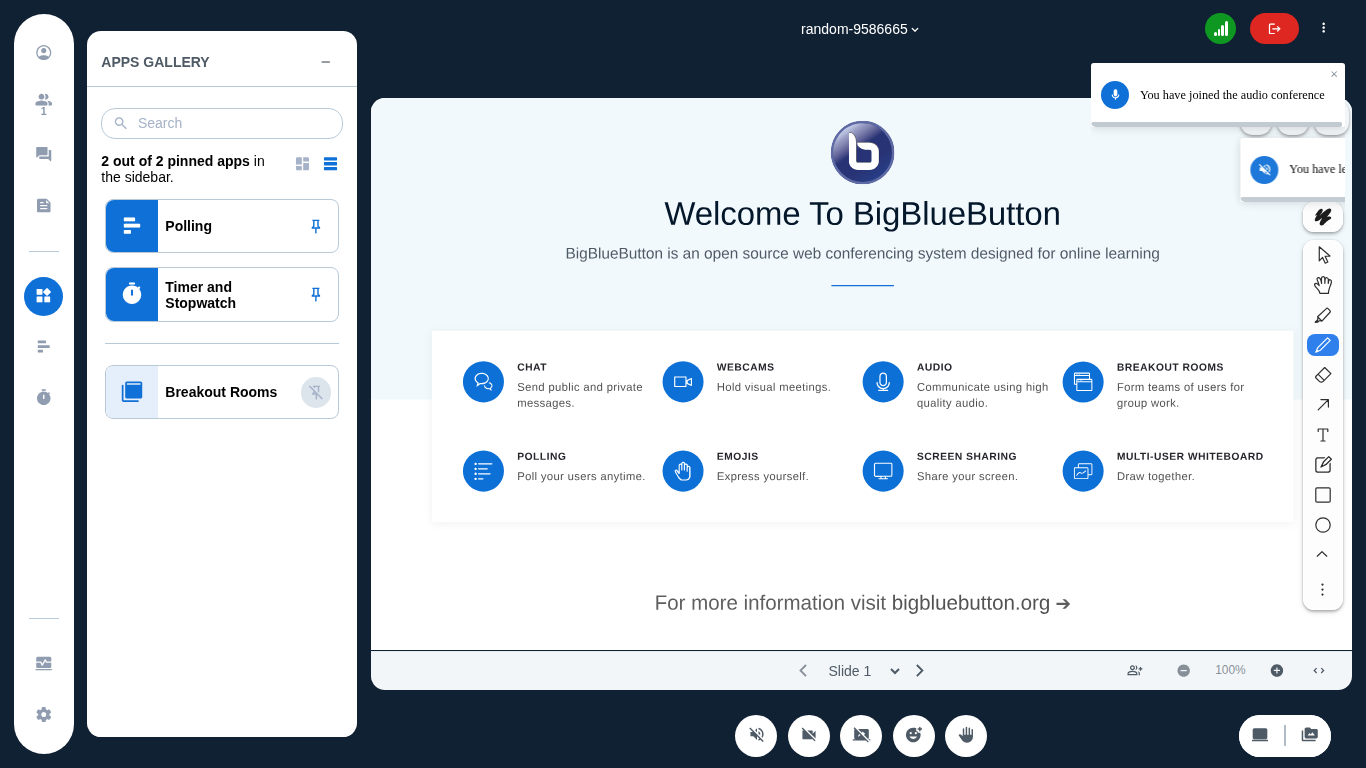 random-9586665
APPS GALLERY
1
Search
2 out of 2 pinned apps in
the sidebar.
Polling
Timer and
Stopwatch
Breakout Rooms
You have joined the audio conference
You have le
Welcome To BigBlueButton
BigBlueButton is an open source web conferencing system designed for online learning
CHAT
Send public and private
messages.
WEBCAMS
Hold visual meetings.
AUDIO
Communicate using high
quality audio.
BREAKOUT ROOMS
Form teams of users for
group work.
POLLING
Poll your users anytime.
EMOJIS
Express yourself.
SCREEN SHARING
Share your screen.
MULTI-USER WHITEBOARD
Draw together.
For more information visit bigbluebutton.org ➔
Slide 1
100%